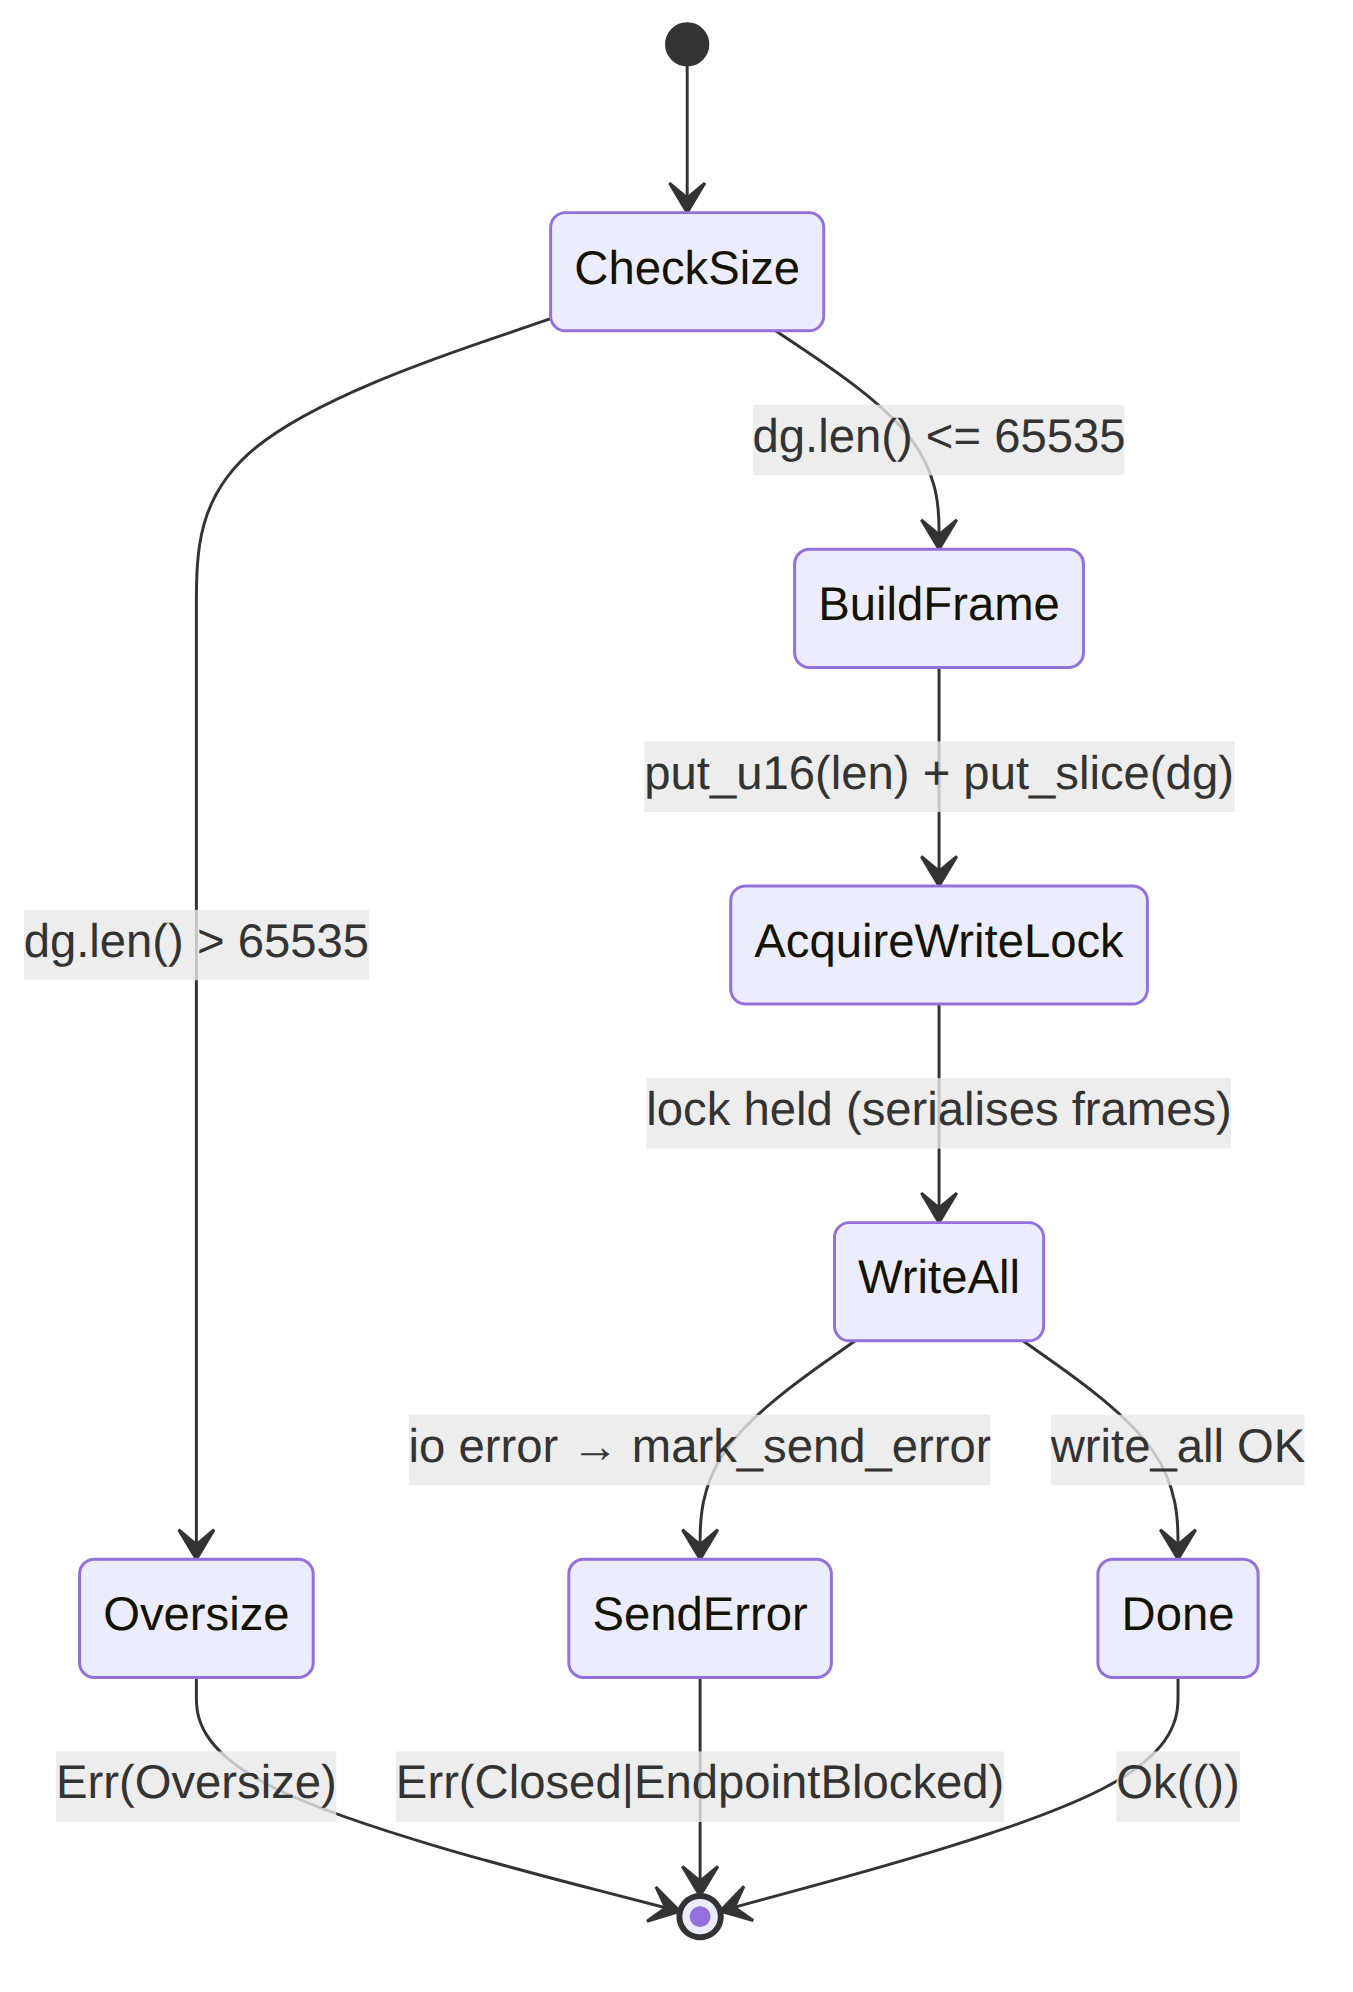 CheckSize
dg.len() <= 65535
BuildFrame
put_u16(len) + put_slice(dg)
dg.len() > 65535
AcquireWriteLock
lock held (serialises frames)
WriteAll
io error → mark_send_error
write_all OK
Oversize
SendError
Done
Err(Oversize)
Err(Closed|EndpointBlocked)
Ok(())